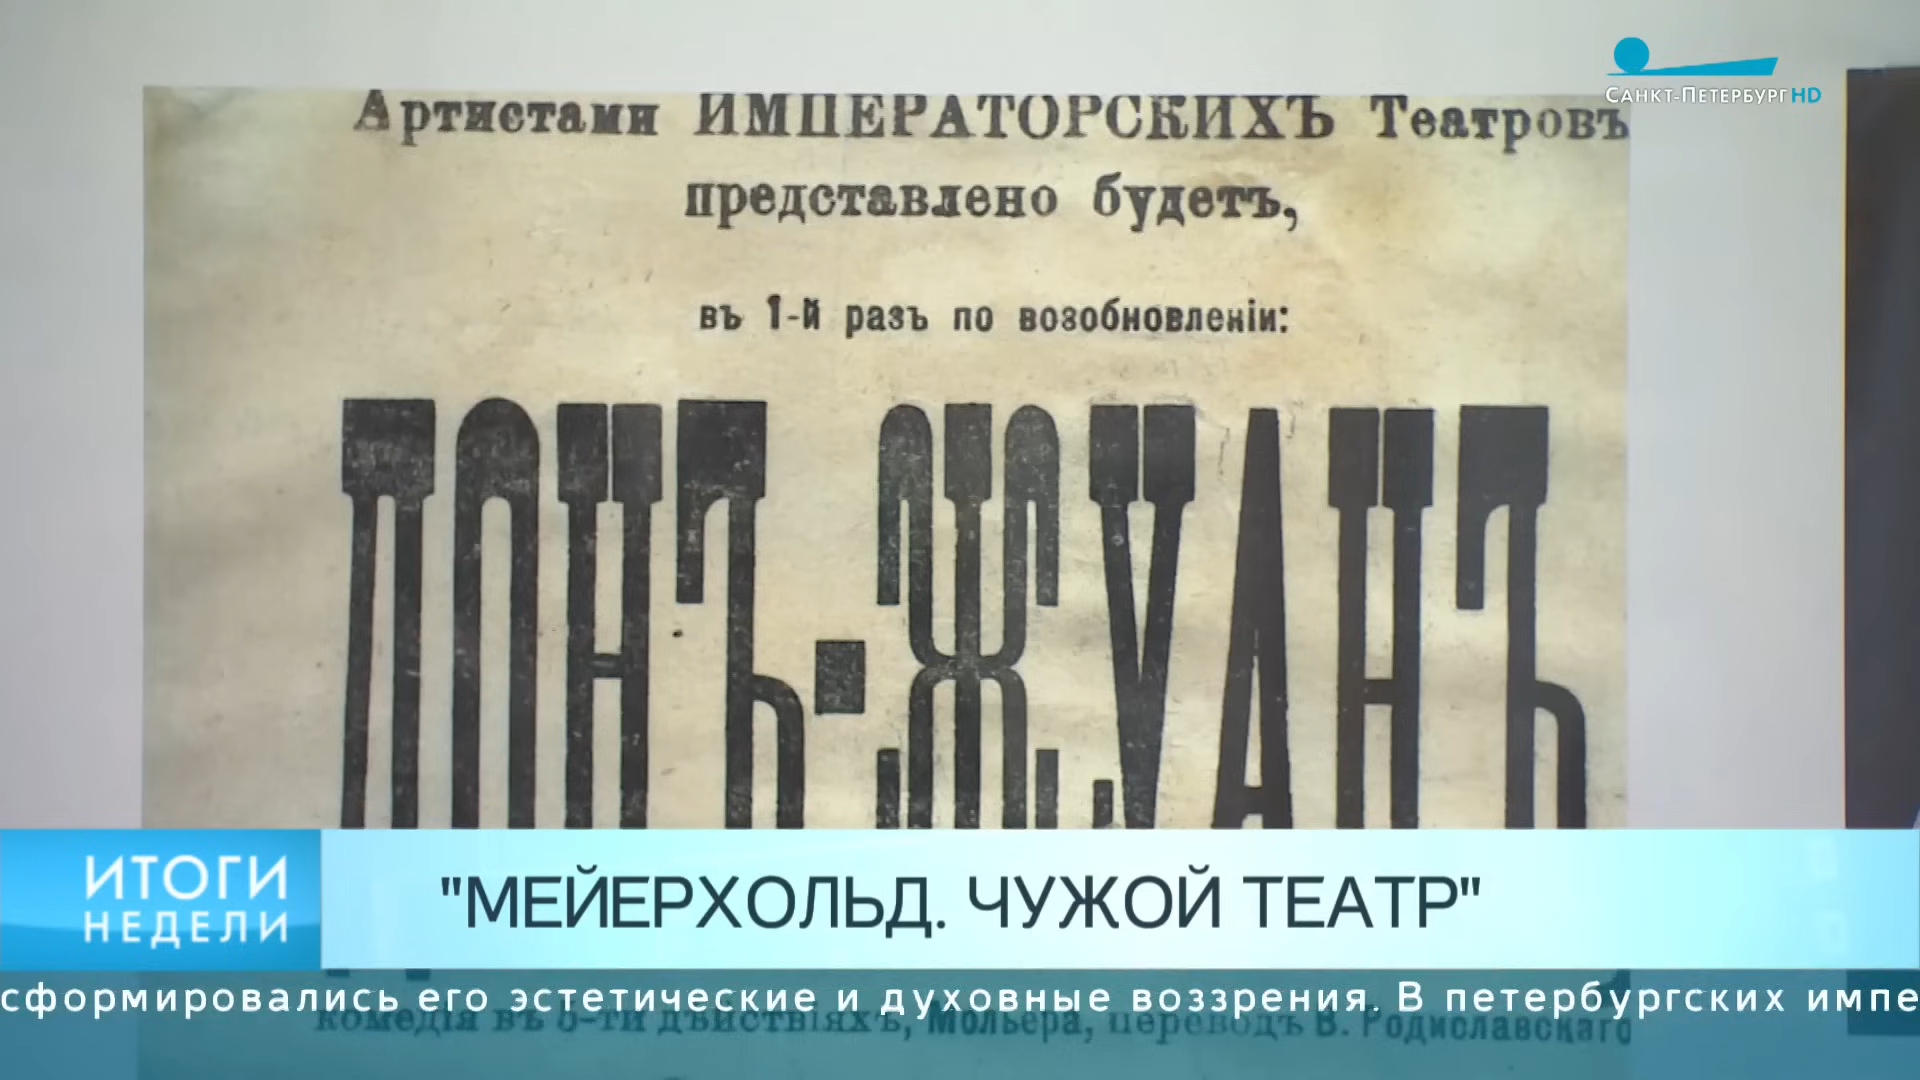 САНКТ-ПЕТЕРБУРГ HD
Артистами ИМПЕРАТОРСКИХЪ Театровъ
представлено будетъ,
въ 1-й разъ по возобновленіи:
ДОНЪ-ЖУАНЪ
ИТОГИ
НЕДЕЛИ
"МЕЙЕРХОЛЬД. ЧУЖОЙ ТЕАТР"
сформировались его эстетические и духовные воззрения. В петербургских импе
комедія въ 5-ти дѣйствіяхъ, Мольера, переводъ В. Родиславскаго